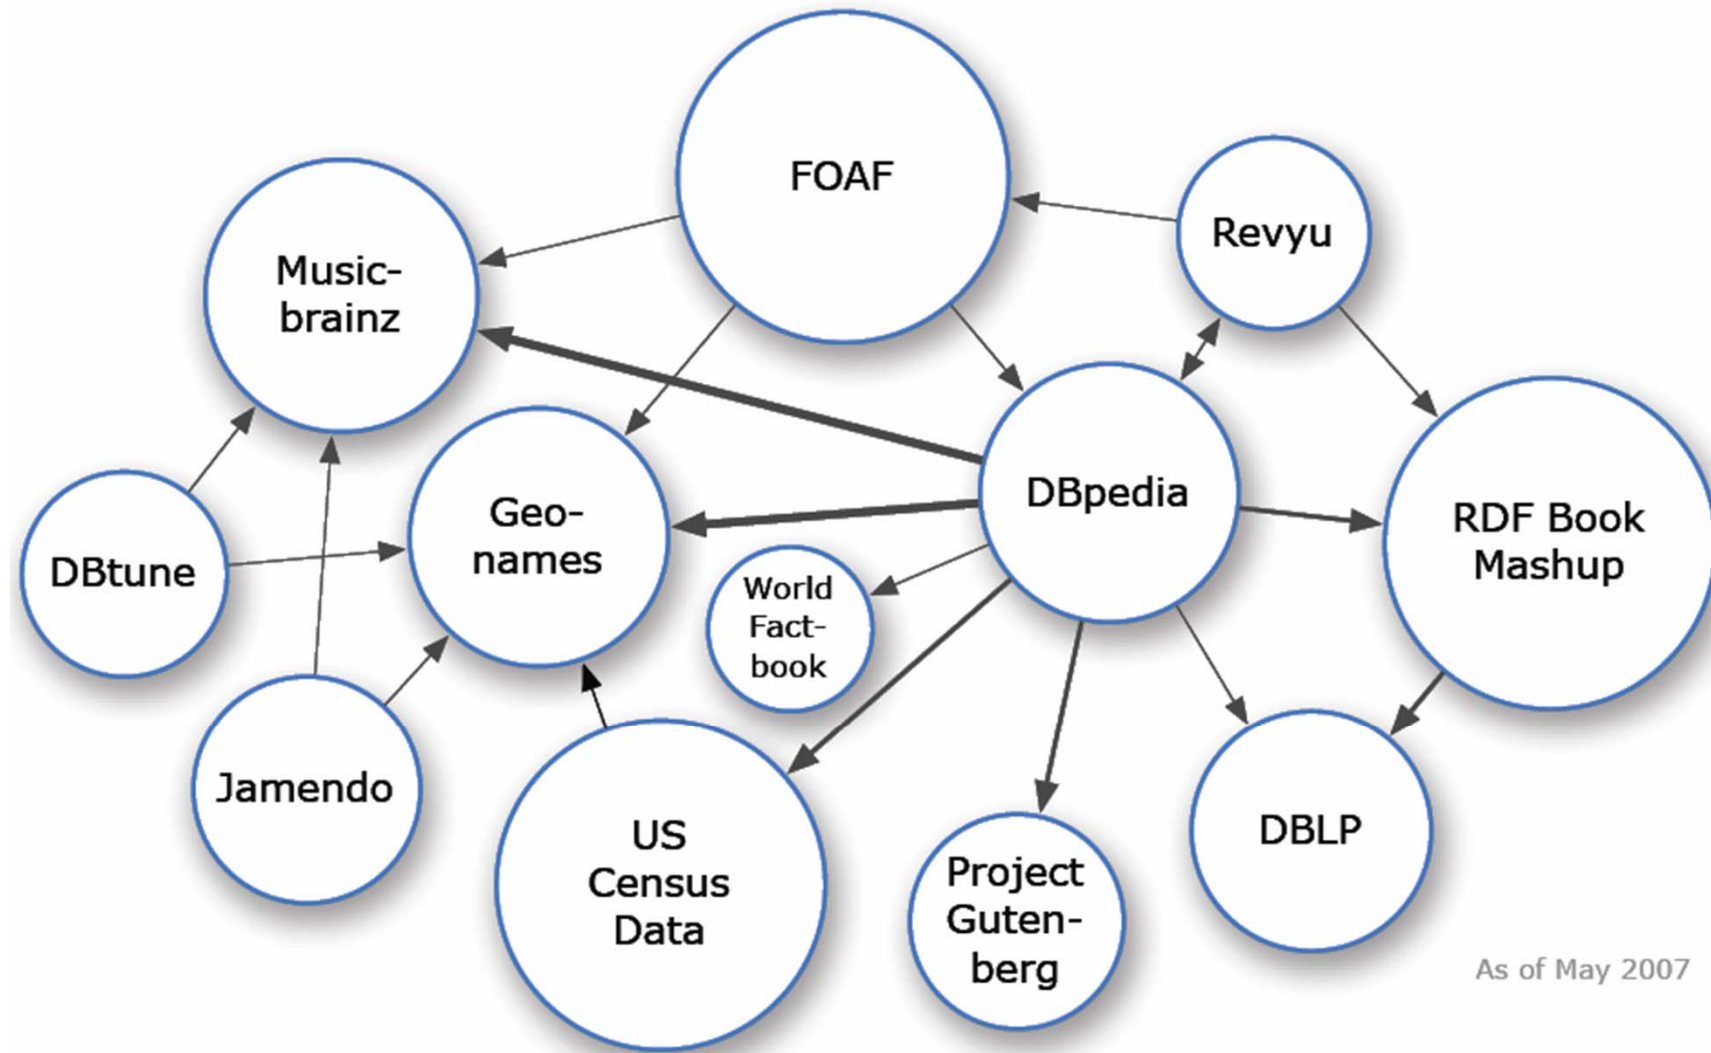 FOAF
Revyu
Music-
brainz
DBpedia
Geo-
names
RDF Book
Mashup
DBtune
World
Fact-
book
Jamendo
US
Census
Data
Project
Guten-
berg
DBLP
As of May 2007